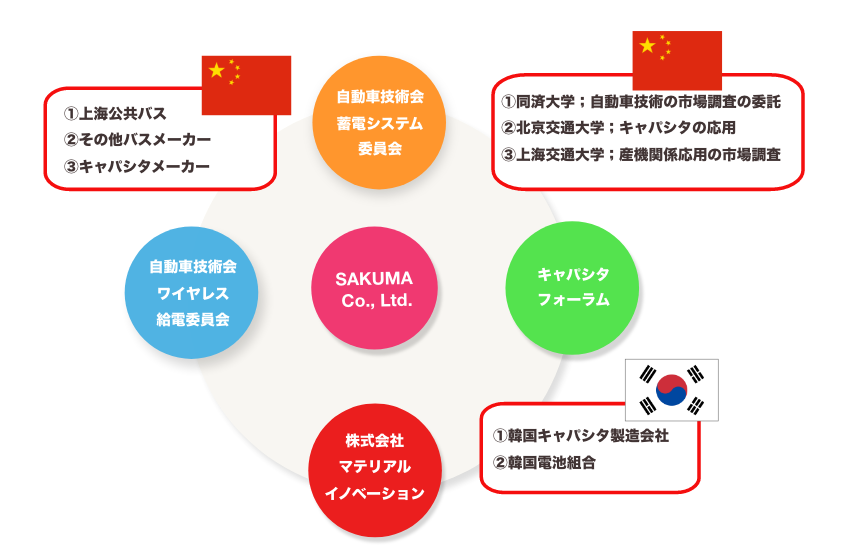 ①上海公共バス
②その他バスメーカー
③キャパシタメーカー
自動車技術会
蓄電システム
委員会
①同済大学；自動車技術の市場調査の委託
②北京交通大学；キャパシタの応用
③上海交通大学；産機関係応用の市場調査
自動車技術会
ワイヤレス
給電委員会
SAKUMA
Co., Ltd.
キャパシタ
フォーラム
株式会社
マテリアル
イノベーション
①韓国キャパシタ製造会社
②韓国電池組合